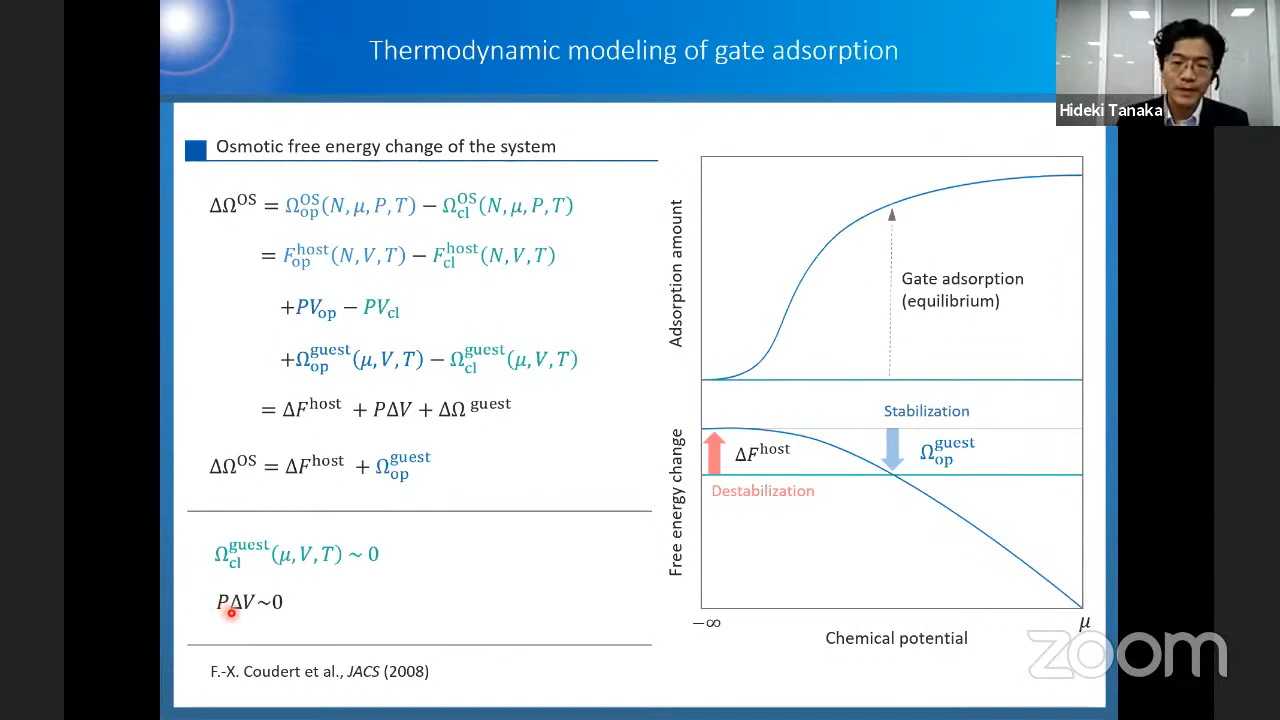 Thermodynamic modeling of gate adsorption
Hideki Tanaka
Osmotic free energy change of the system
ΔΩ^OS = Ω_op^OS(N, μ, P, T) − Ω_cl^OS(N, μ, P, T)
= F_op^host(N, V, T) − F_cl^host(N, V, T)
+PV_op − PV_cl
+Ω_op^guest(μ, V, T) − Ω_cl^guest(μ, V, T)
= ΔF^host + PΔV + ΔΩ^guest
ΔΩ^OS = ΔF^host + Ω_op^guest
Ω_cl^guest(μ, V, T) ~ 0
PΔV~0
F.-X. Coudert et al., JACS (2008)
Adsorption amount
Gate adsorption
(equilibrium)
Free energy change
Stabilization
ΔF^host
Ω_op^guest
Destabilization
−∞
μ
Chemical potential
zoom